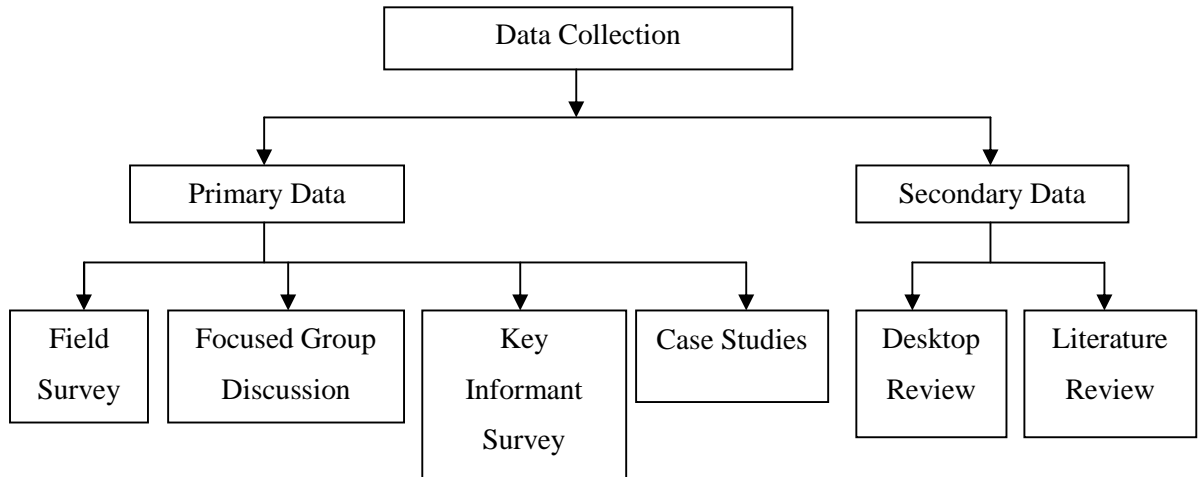 Data Collection
Primary Data
Secondary Data
Field
Survey
Focused Group
Discussion
Key
Informant
Survey
Case Studies
Desktop
Review
Literature
Review